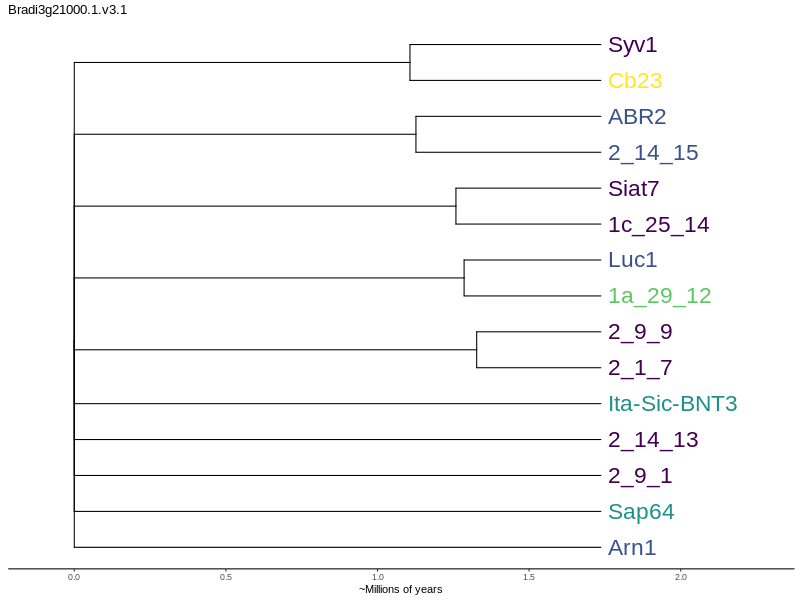 Bradi3g21000.1.v3.1
Syv1
Cb23
ABR2
2_14_15
Siat7
1c_25_14
Luc1
1a_29_12
2_9_9
2_1_7
Ita-Sic-BNT3
2_14_13
2_9_1
Sap64
Arn1
0.0 0.5 1.0 1.5 2.0
~Millions of years